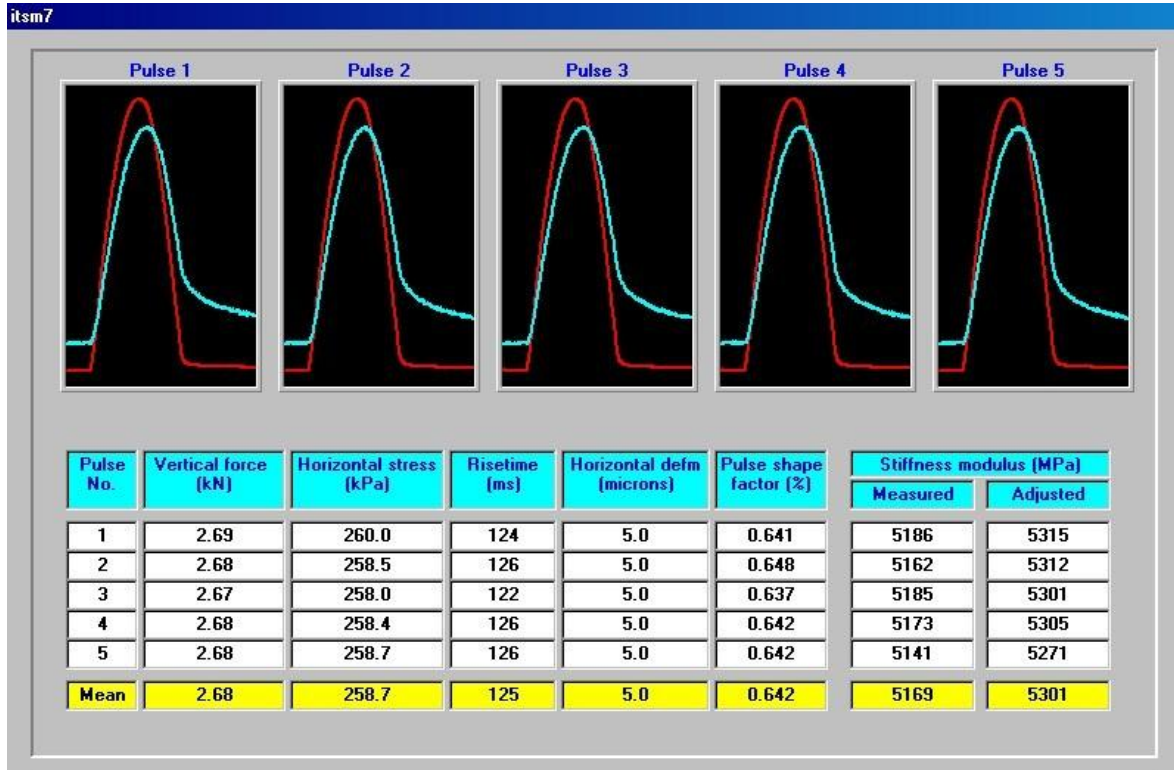 itsm7
Pulse 1 Pulse 2 Pulse 3 Pulse 4 Pulse 5
Pulse No. Vertical force (kN) Horizontal stress (kPa) Risetime (ms) Horizontal defm (microns) Pulse shape factor (%) Stiffness modulus (MPa)
Measured Adjusted
1 2.69 260.0 124 5.0 0.641 5186 5315
2 2.68 258.5 126 5.0 0.648 5162 5312
3 2.67 258.0 122 5.0 0.637 5185 5301
4 2.68 258.4 126 5.0 0.642 5173 5305
5 2.68 258.7 126 5.0 0.642 5141 5271
Mean 2.68 258.7 125 5.0 0.642 5169 5301